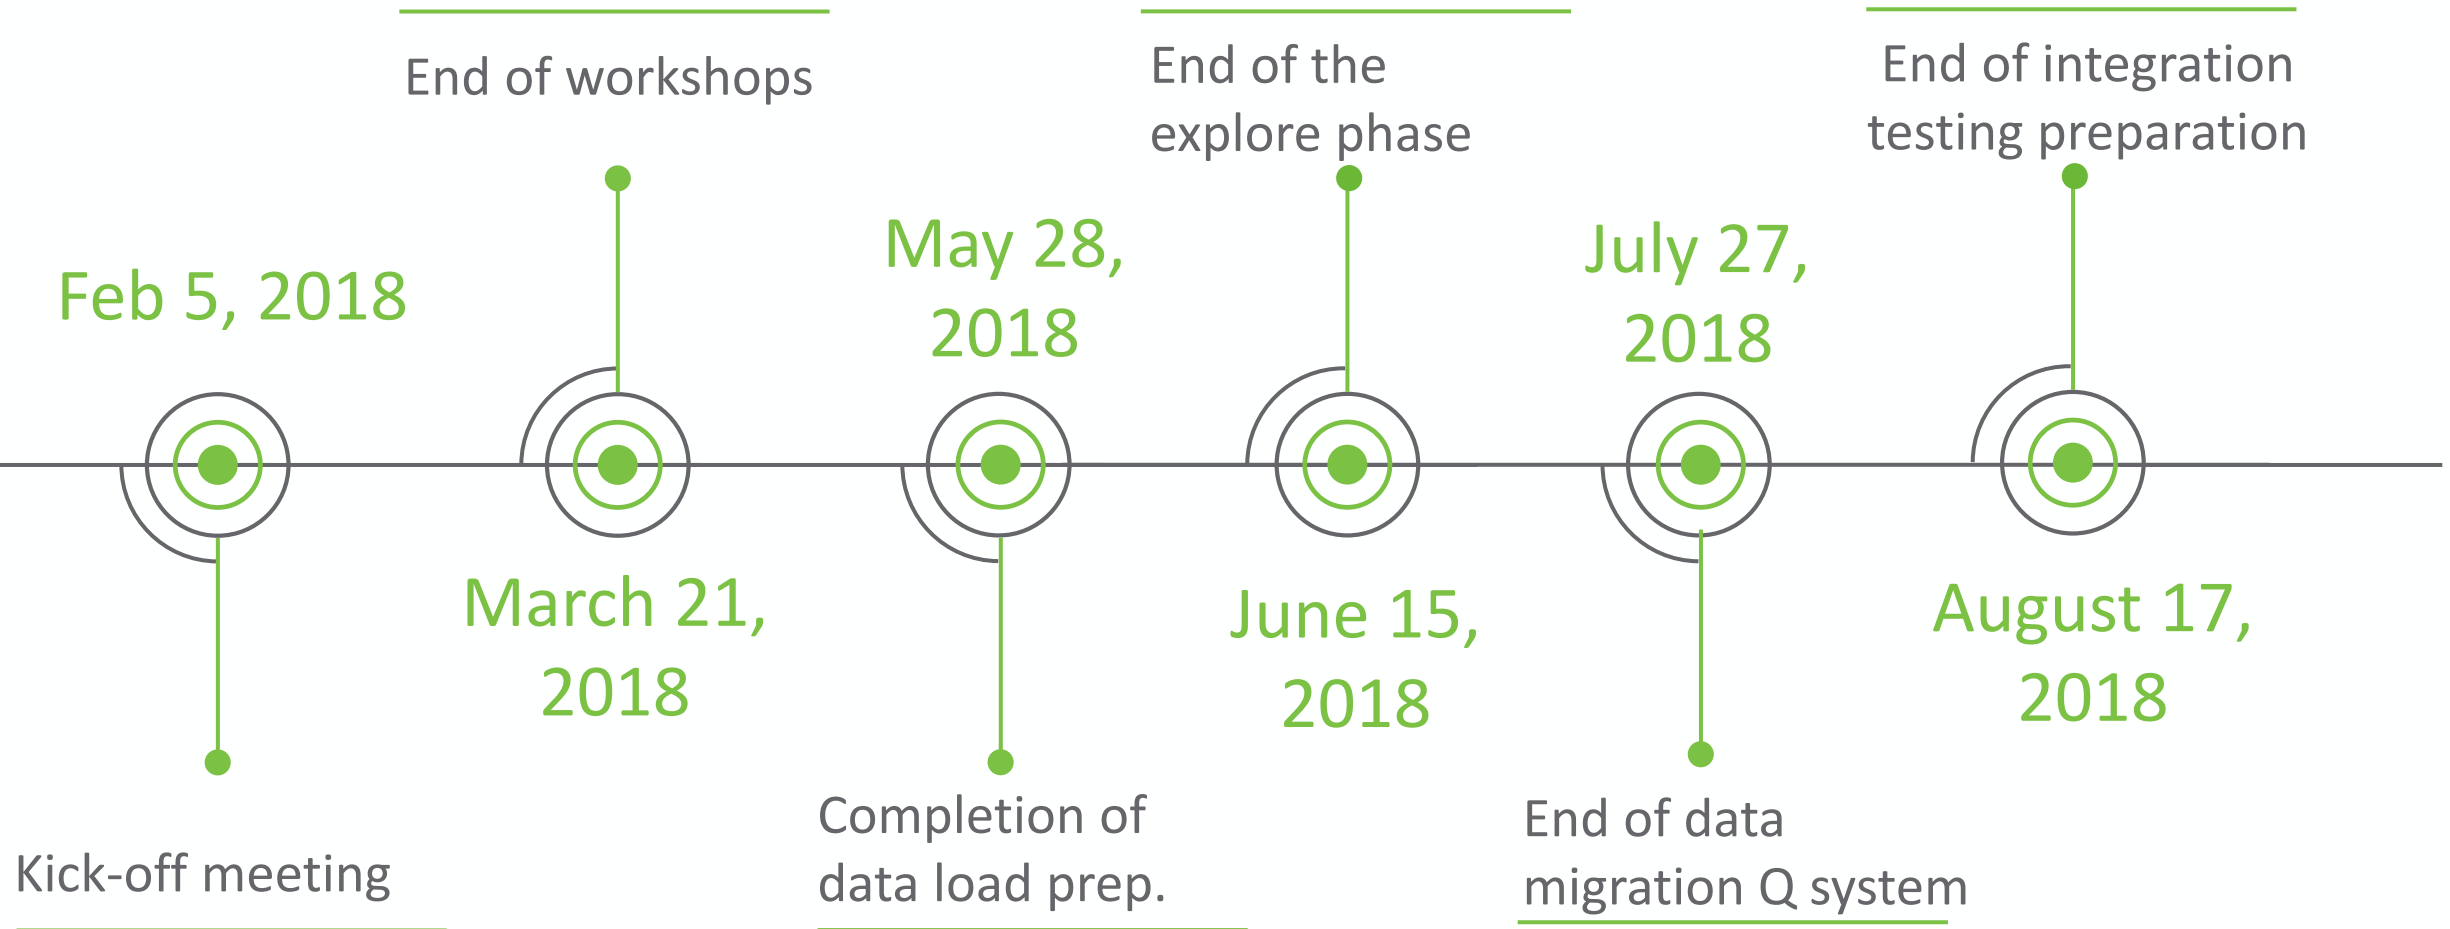 End of workshops
End of the
explore phase
End of integration
testing preparation
Feb 5, 2018
May 28,
2018
July 27,
2018
March 21,
2018
June 15,
2018
August 17,
2018
Kick-off meeting
Completion of
data load prep.
End of data
migration Q system